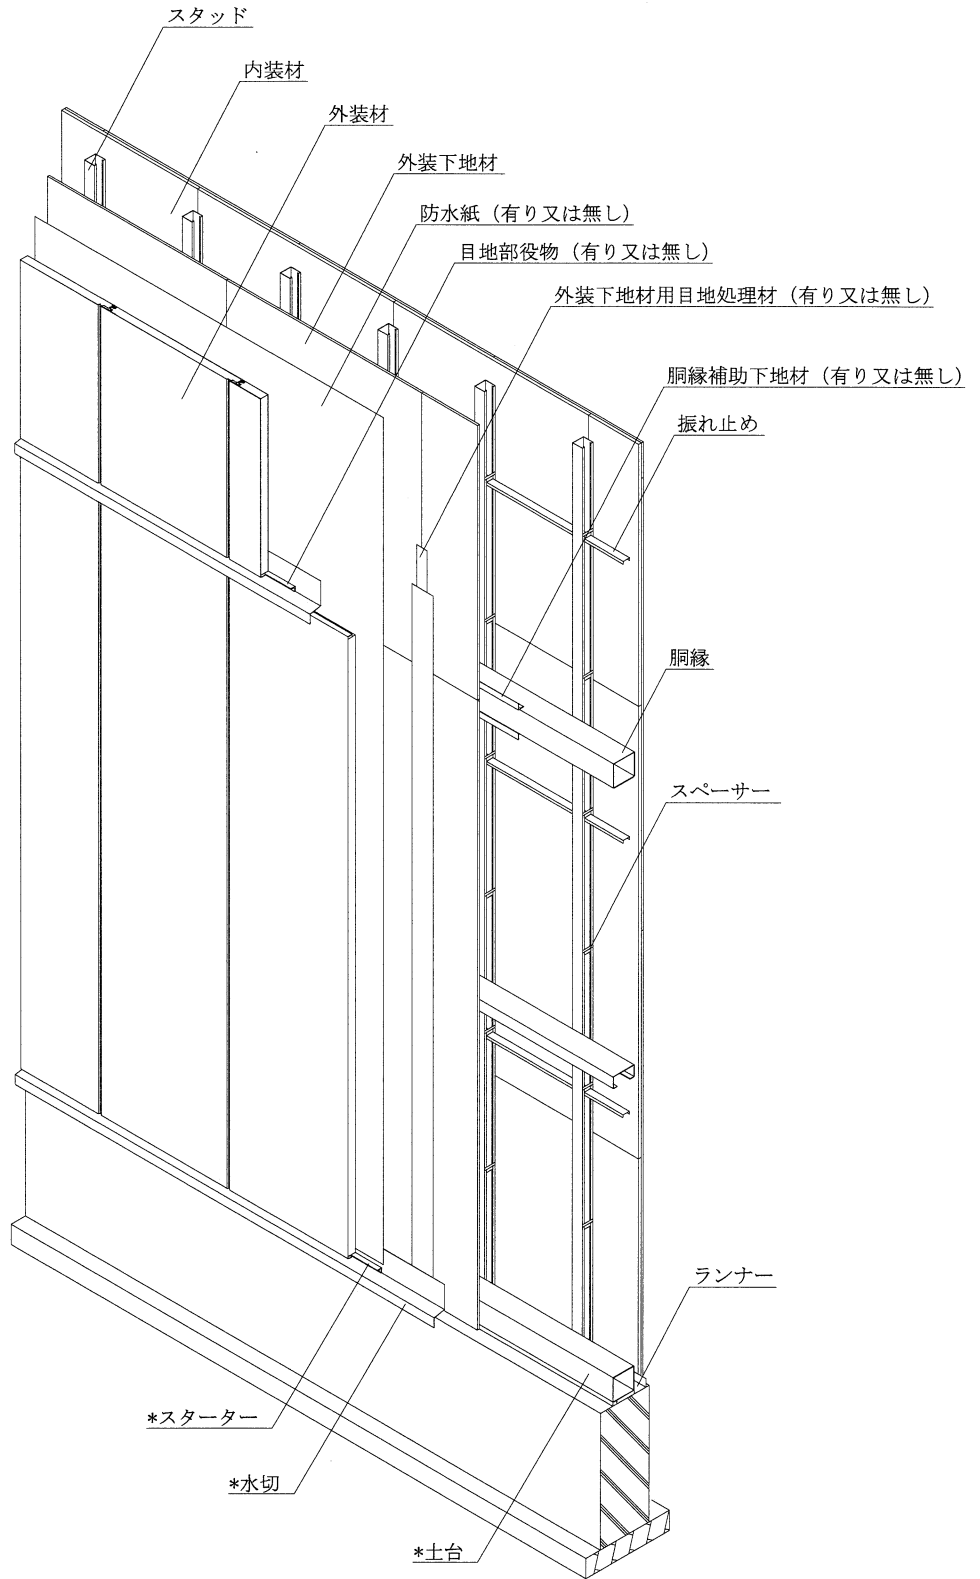 スタッド
内装材
外装材
外装下地材
防水紙（有り又は無し）
目地部役物（有り又は無し）
外装下地材用目地処理材（有り又は無し）
胴縁補助下地材（有り又は無し）
振れ止め
胴縁
スペーサー
ランナー
*スターター
*水切
*土台